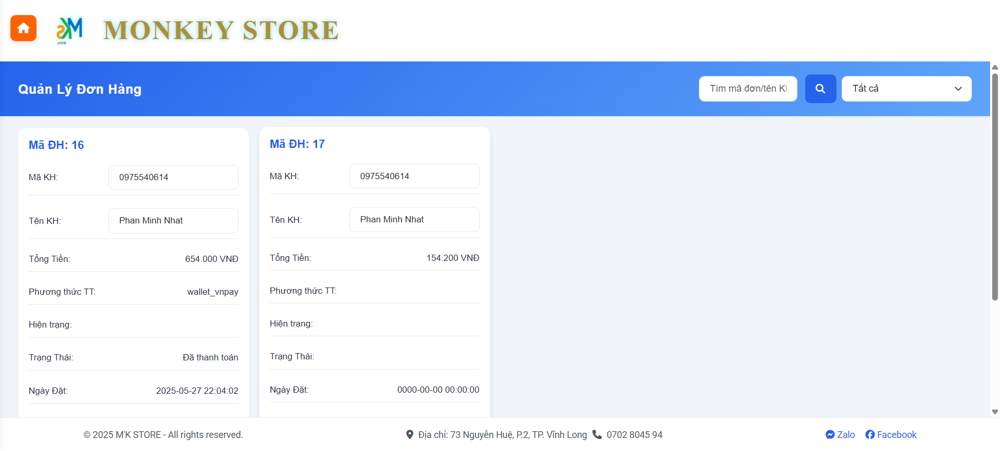 MONKEY STORE
Quản Lý Đơn Hàng
Tìm mã đơn/tên Kl
Tất cả
Mã ĐH: 16
Mã KH: 0975540614
Tên KH: Phan Minh Nhat
Tổng Tiền: 654.000 VNĐ
Phương thức TT: wallet_vnpay
Hiện trạng:
Trạng Thái: Đã thanh toán
Ngày Đặt: 2025-05-27 22:04:02
Mã ĐH: 17
Mã KH: 0975540614
Tên KH: Phan Minh Nhat
Tổng Tiền: 154.200 VNĐ
Phương thức TT:
Hiện trạng:
Trạng Thái:
Ngày Đặt: 0000-00-00 00:00:00
© 2025 M'K STORE - All rights reserved.
Địa chỉ: 73 Nguyễn Huệ, P.2, TP. Vĩnh Long 0702 8045 94
Zalo Facebook